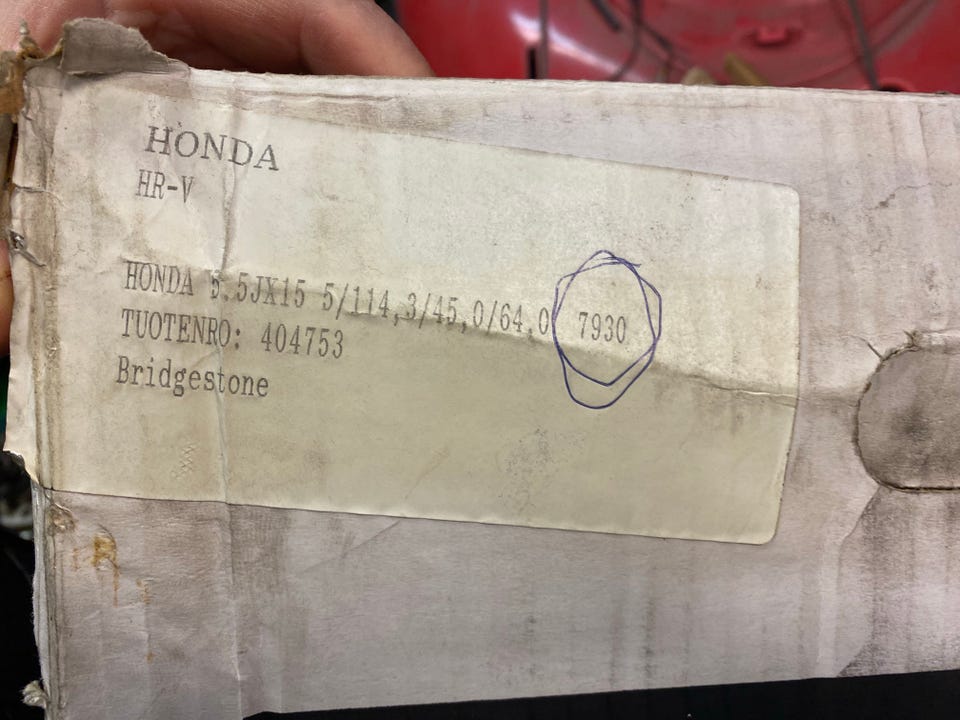 HONDA
HR-V
HONDA 5.5JX15 5/114,3/45,0/64,0 7930
TUOTENRO: 404753
Bridgestone